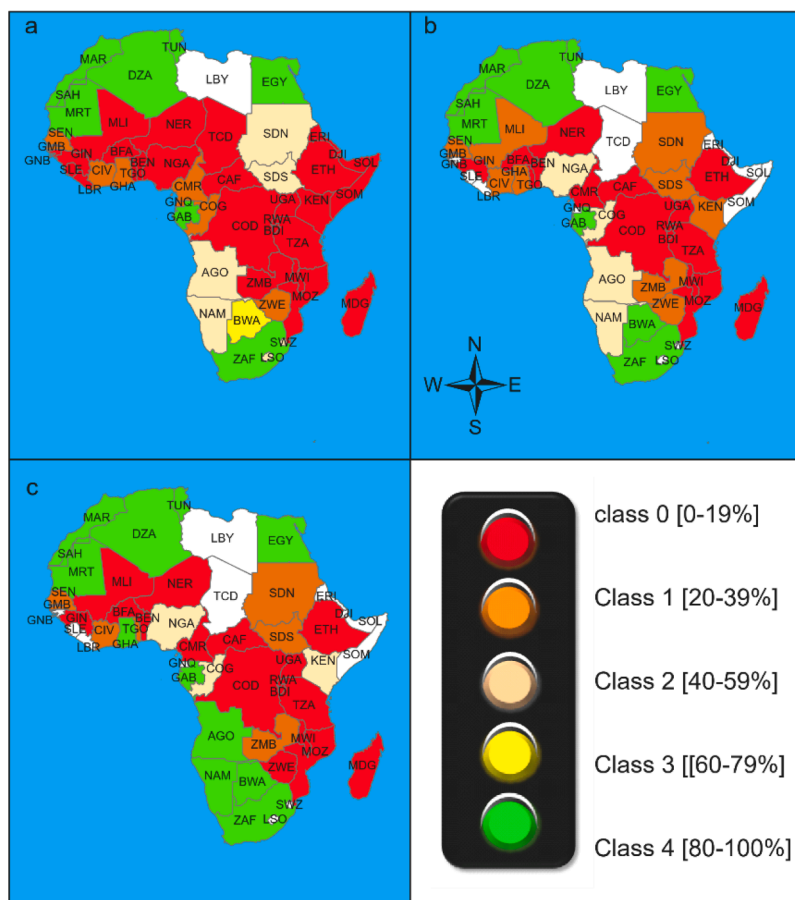 a
TUN
MAR
DZA
LBY
EGY
SAH
MRT
MLI
NER
TCD
SDN
ERI
SEN
GMB
GNB
GIN
BFA
BEN
NGA
DJI
SOL
SLE
CIV
TGO
ETH
LBR
GHA
CMR
CAF
SDS
GNQ
COG
UGA
KEN
SOM
GAB
COD
RWA
BDI
TZA
AGO
ZMB
MWI
MOZ
NAM
ZWE
BWA
MDG
SWZ
ZAF
LSO
b
TUN
MAR
DZA
LBY
EGY
SAH
MRT
MLI
NER
TCD
SDN
ERI
SEN
GMB
GNB
GIN
BFA
BEN
NGA
DJI
SOL
SLE
CIV
GHA
TGO
ETH
LBR
CMR
CAF
SDS
GNQ
COG
UGA
KEN
SOM
GAB
COD
RWA
BDI
TZA
AGO
ZMB
MWI
MOZ
NAM
ZWE
BWA
MDG
SWZ
ZAF
LSO
N
W E
S
c
TUN
MAR
DZA
LBY
EGY
SAH
MRT
MLI
NER
TCD
SDN
ERI
SEN
GMB
GNB
GIN
BFA
BEN
NGA
DJI
SOL
SLE
CIV
TGO
ETH
LBR
GHA
CMR
CAF
SDS
GNQ
COG
UGA
KEN
SOM
GAB
COD
RWA
BDI
TZA
AGO
ZMB
MWI
MOZ
NAM
ZWE
BWA
MDG
SWZ
ZAF
LSO
class 0 [0-19%]
Class 1 [20-39%]
Class 2 [40-59%]
Class 3 [[60-79%]
Class 4 [80-100%]